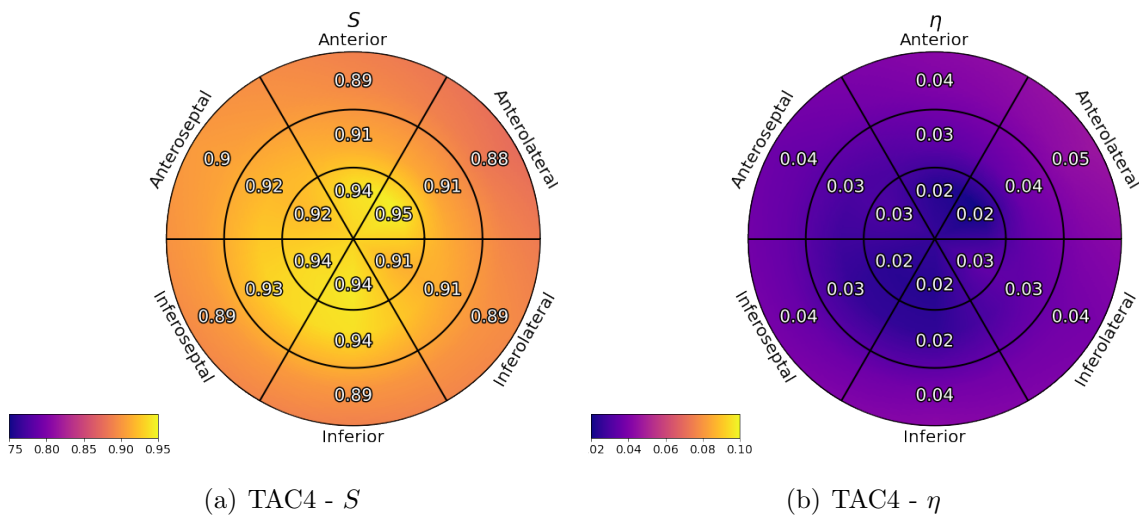 S
Anterior
Anteroseptal
Anterolateral
0.89
0.9
0.88
0.91
0.92
0.91
0.94
0.92
0.95
0.94
0.91
0.94
0.93
0.91
0.89
0.89
0.94
0.89
Inferoseptal
Inferolateral
Inferior
75 0.80 0.85 0.90 0.95
(a) TAC4 - S
η
Anterior
Anteroseptal
Anterolateral
0.04
0.04
0.05
0.03
0.03
0.04
0.02
0.03
0.02
0.02
0.03
0.02
0.03
0.03
0.04
0.04
0.02
0.04
Inferoseptal
Inferolateral
Inferior
02 0.04 0.06 0.08 0.10
(b) TAC4 - η